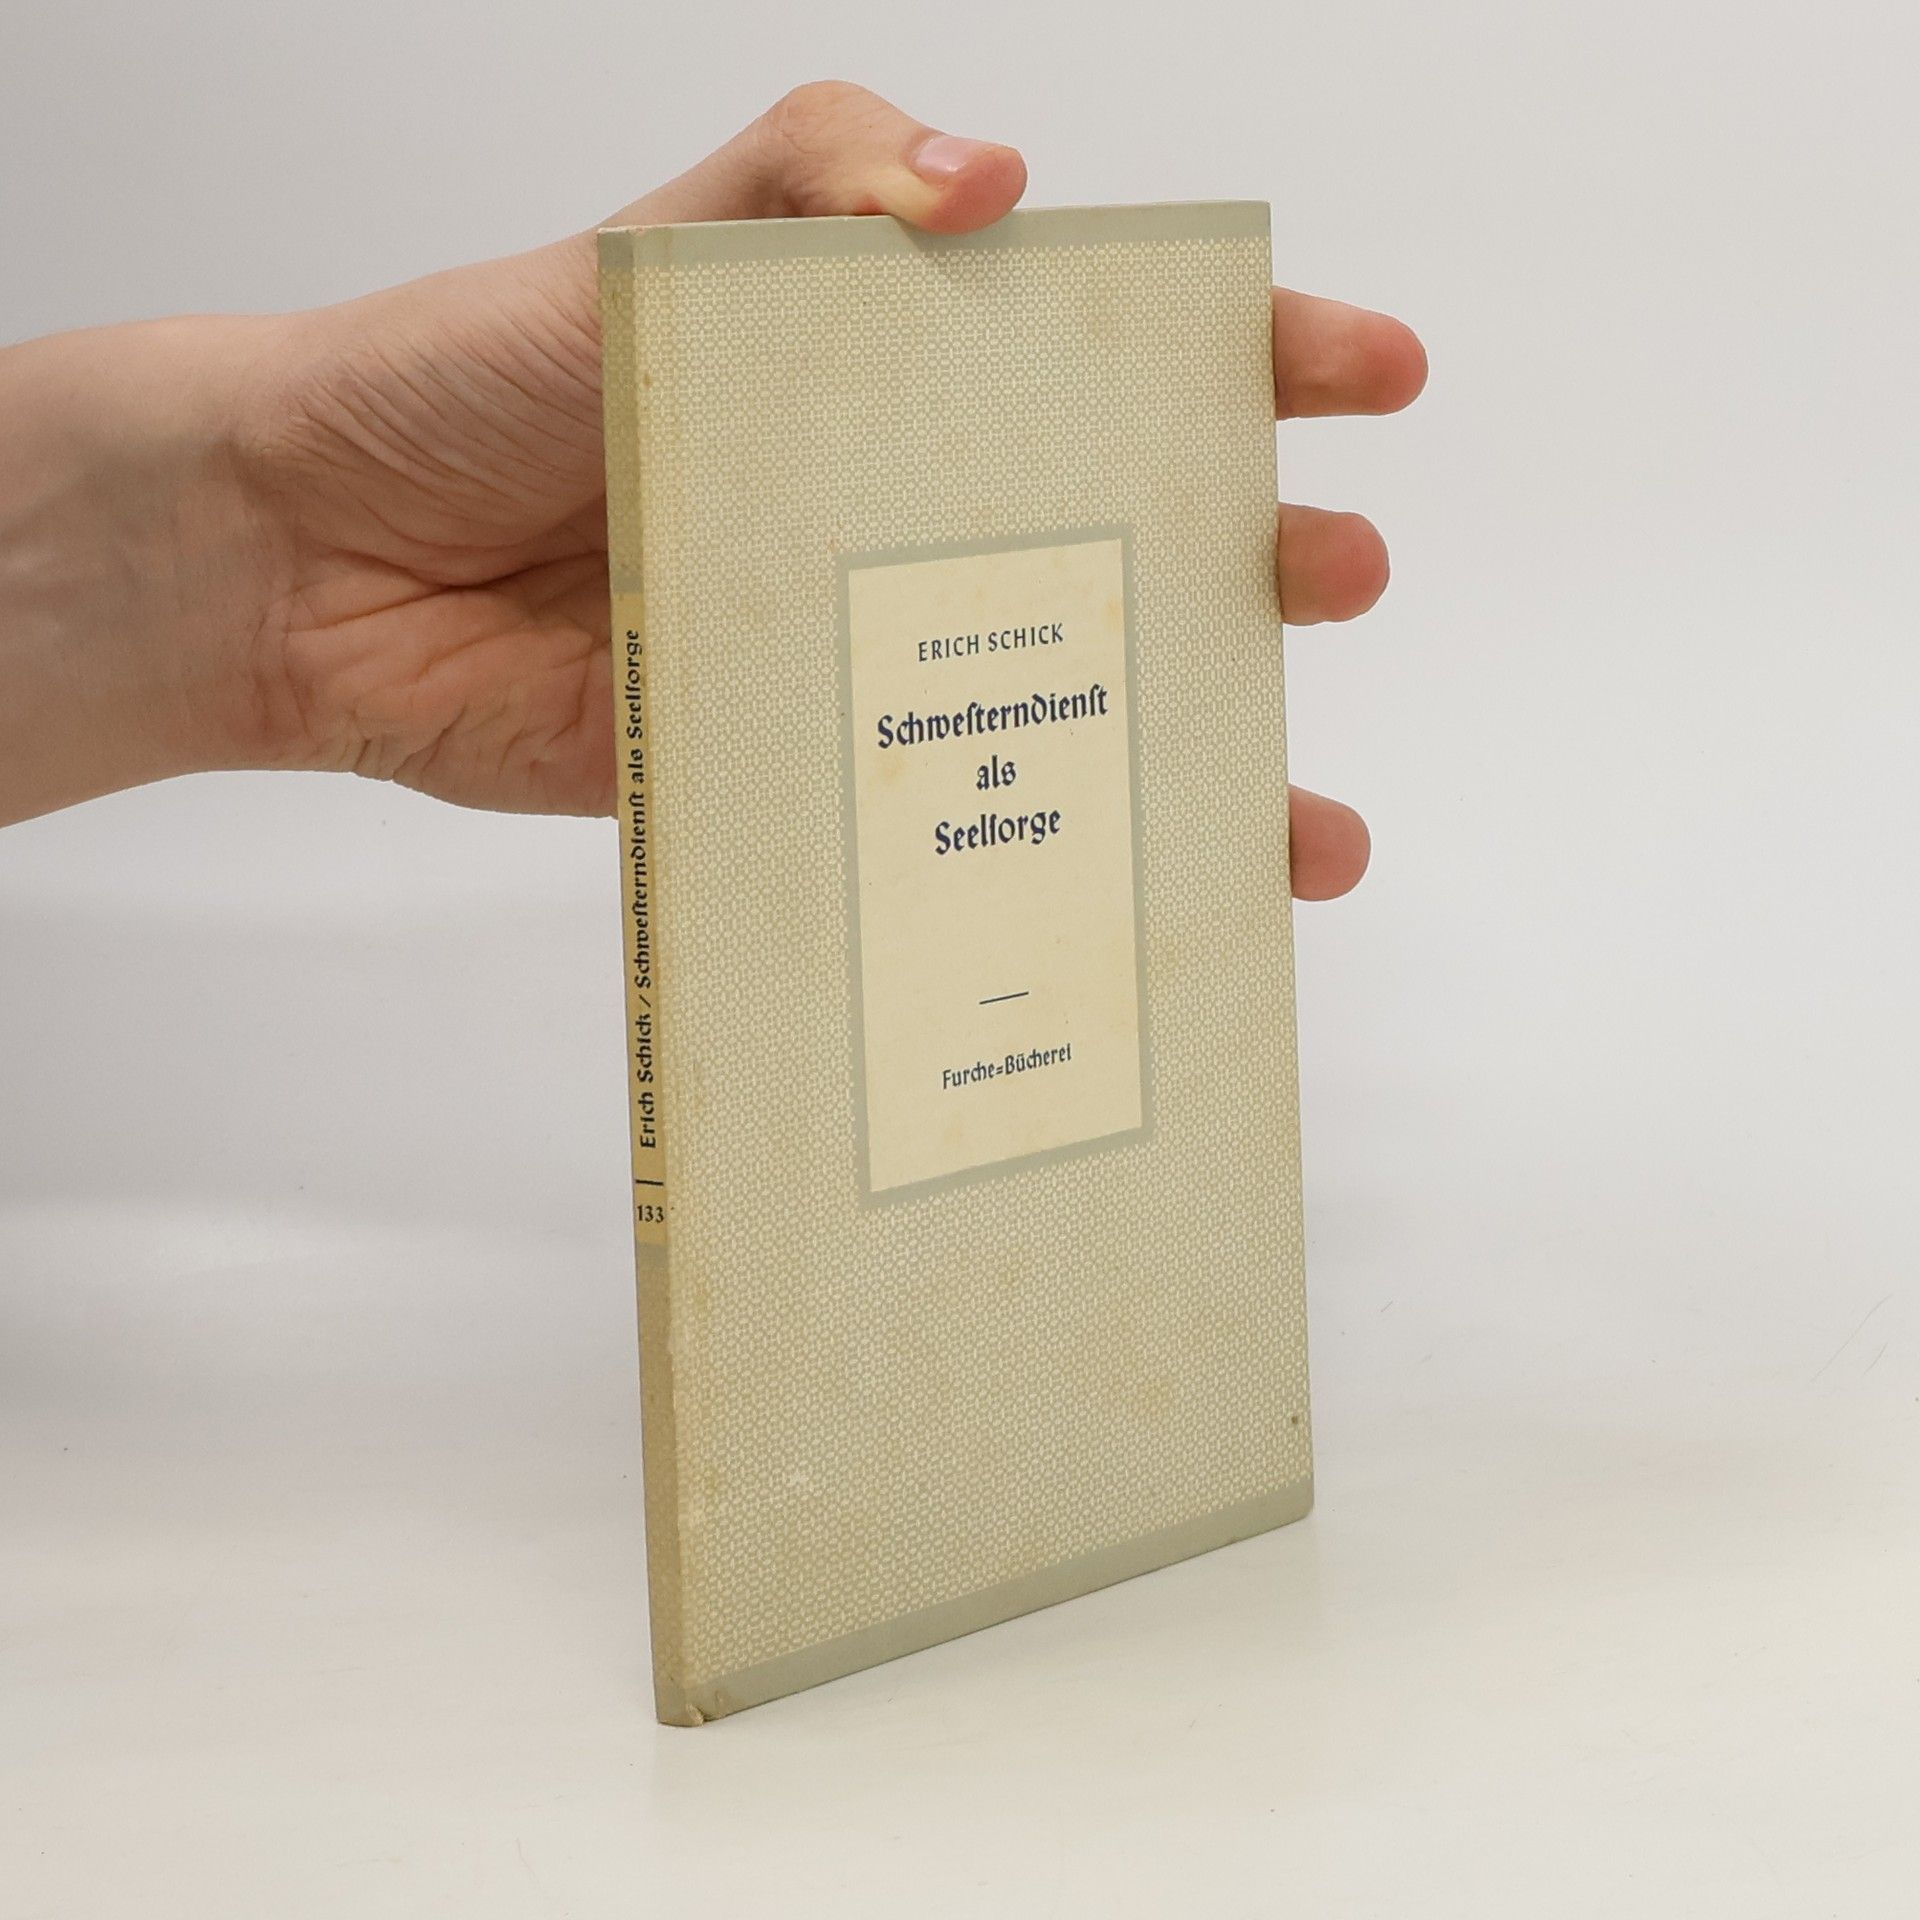 ERICH SCHICK
Schweſterndienſt
als
Seelſorge
Furche=Bücherei
Erich Schick / Schweſterndienſt als Seelſorge
133